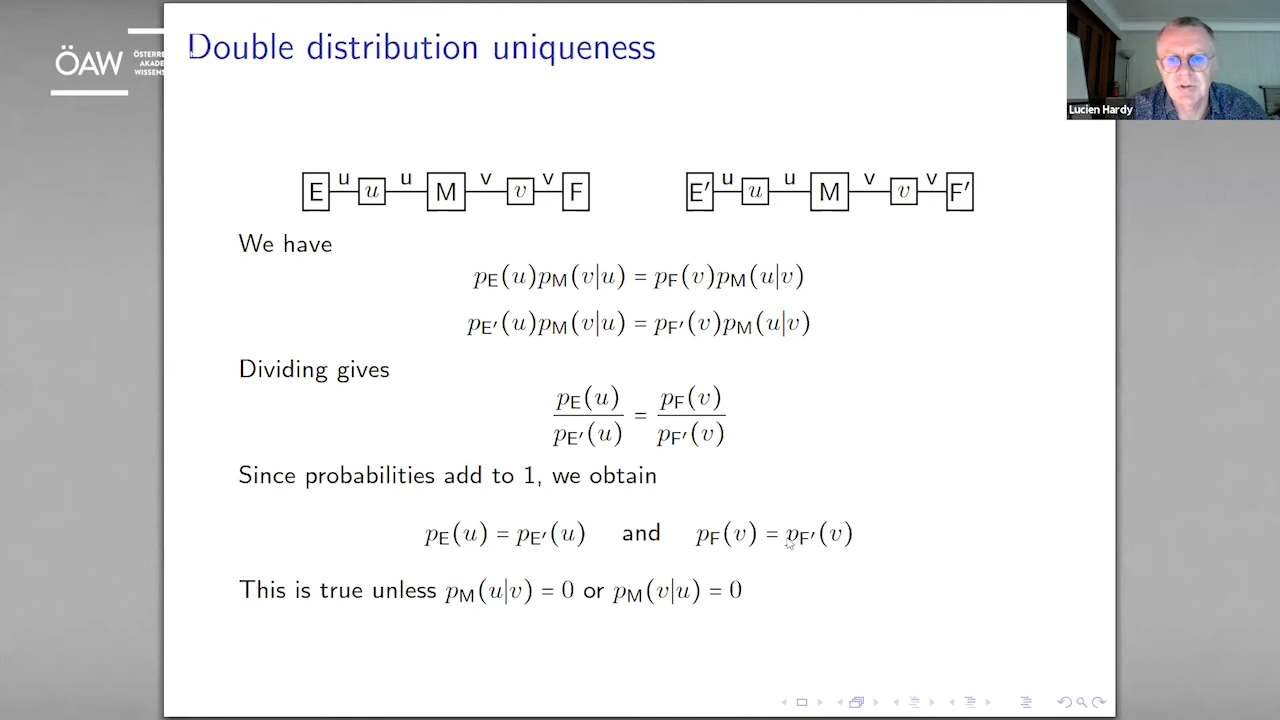 Double distribution uniqueness
ÖAW
AKADE
WISSENS
Lucien Hardy
E u u u M v v v F
E′ u u u M v v v F′
We have
p_E(u)p_M(v|u) = p_F(v)p_M(u|v)
p_E′(u)p_M(v|u) = p_F′(v)p_M(u|v)
Dividing gives
p_E(u) / p_E′(u) = p_F(v) / p_F′(v)
Since probabilities add to 1, we obtain
p_E(u) = p_E′(u) and p_F(v) = p_F′(v)
This is true unless p_M(u|v) = 0 or p_M(v|u) = 0